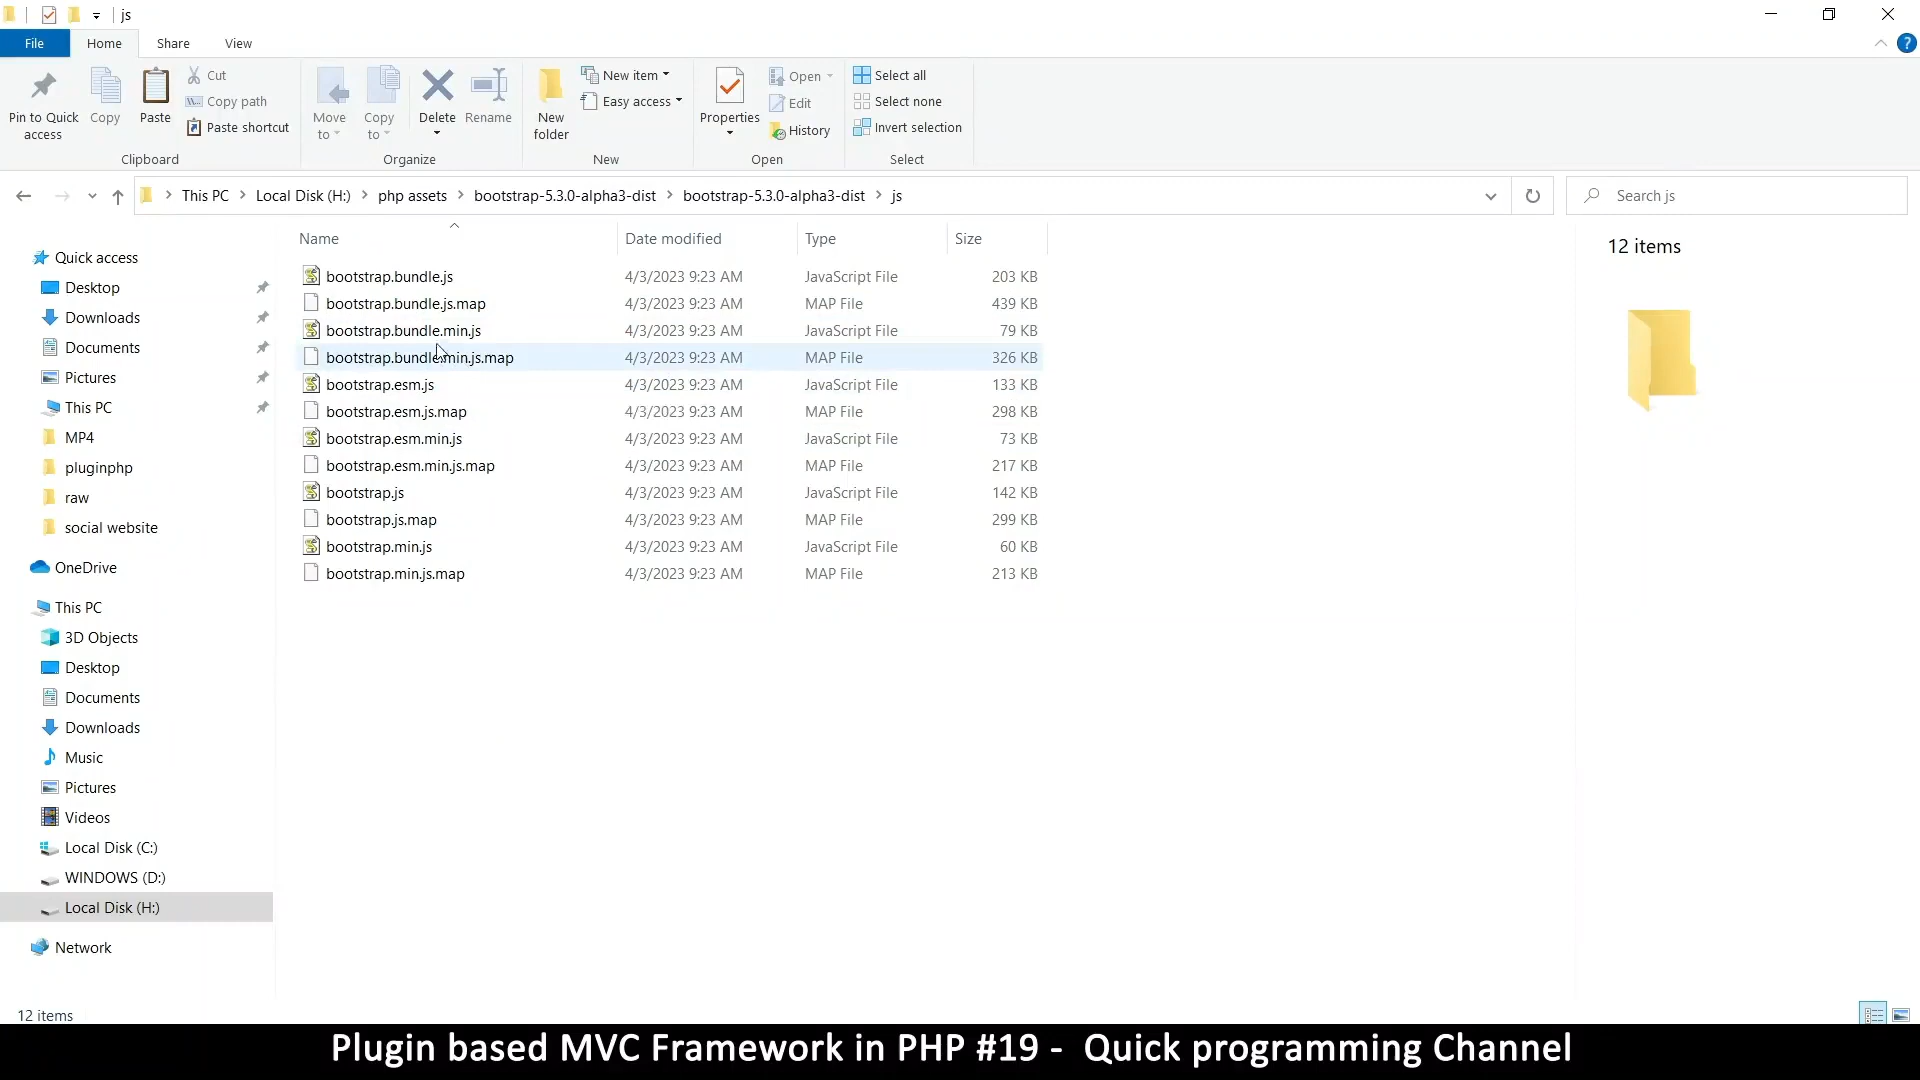 js
File Home Share View
Pin to Quick access
Copy
Paste
Cut
Copy path
Paste shortcut
Clipboard
Move to
Copy to
Delete
Rename
Organize
New folder
New item
Easy access
New
Properties
Open
Edit
History
Open
Select all
Select none
Invert selection
Select
This PC > Local Disk (H:) > php assets > bootstrap-5.3.0-alpha3-dist > bootstrap-5.3.0-alpha3-dist > js
Search js
Quick access
Desktop
Downloads
Documents
Pictures
This PC
MP4
pluginphp
raw
social website
OneDrive
This PC
3D Objects
Desktop
Documents
Downloads
Music
Pictures
Videos
Local Disk (C:)
WINDOWS (D:)
Local Disk (H:)
Network
Name Date modified Type Size
bootstrap.bundle.js 4/3/2023 9:23 AM JavaScript File 203 KB
bootstrap.bundle.js.map 4/3/2023 9:23 AM MAP File 439 KB
bootstrap.bundle.min.js 4/3/2023 9:23 AM JavaScript File 79 KB
bootstrap.bundle.min.js.map 4/3/2023 9:23 AM MAP File 326 KB
bootstrap.esm.js 4/3/2023 9:23 AM JavaScript File 133 KB
bootstrap.esm.js.map 4/3/2023 9:23 AM MAP File 298 KB
bootstrap.esm.min.js 4/3/2023 9:23 AM JavaScript File 73 KB
bootstrap.esm.min.js.map 4/3/2023 9:23 AM MAP File 217 KB
bootstrap.js 4/3/2023 9:23 AM JavaScript File 142 KB
bootstrap.js.map 4/3/2023 9:23 AM MAP File 299 KB
bootstrap.min.js 4/3/2023 9:23 AM JavaScript File 60 KB
bootstrap.min.js.map 4/3/2023 9:23 AM MAP File 213 KB
12 items
12 items
Plugin based MVC Framework in PHP #19 - Quick programming Channel